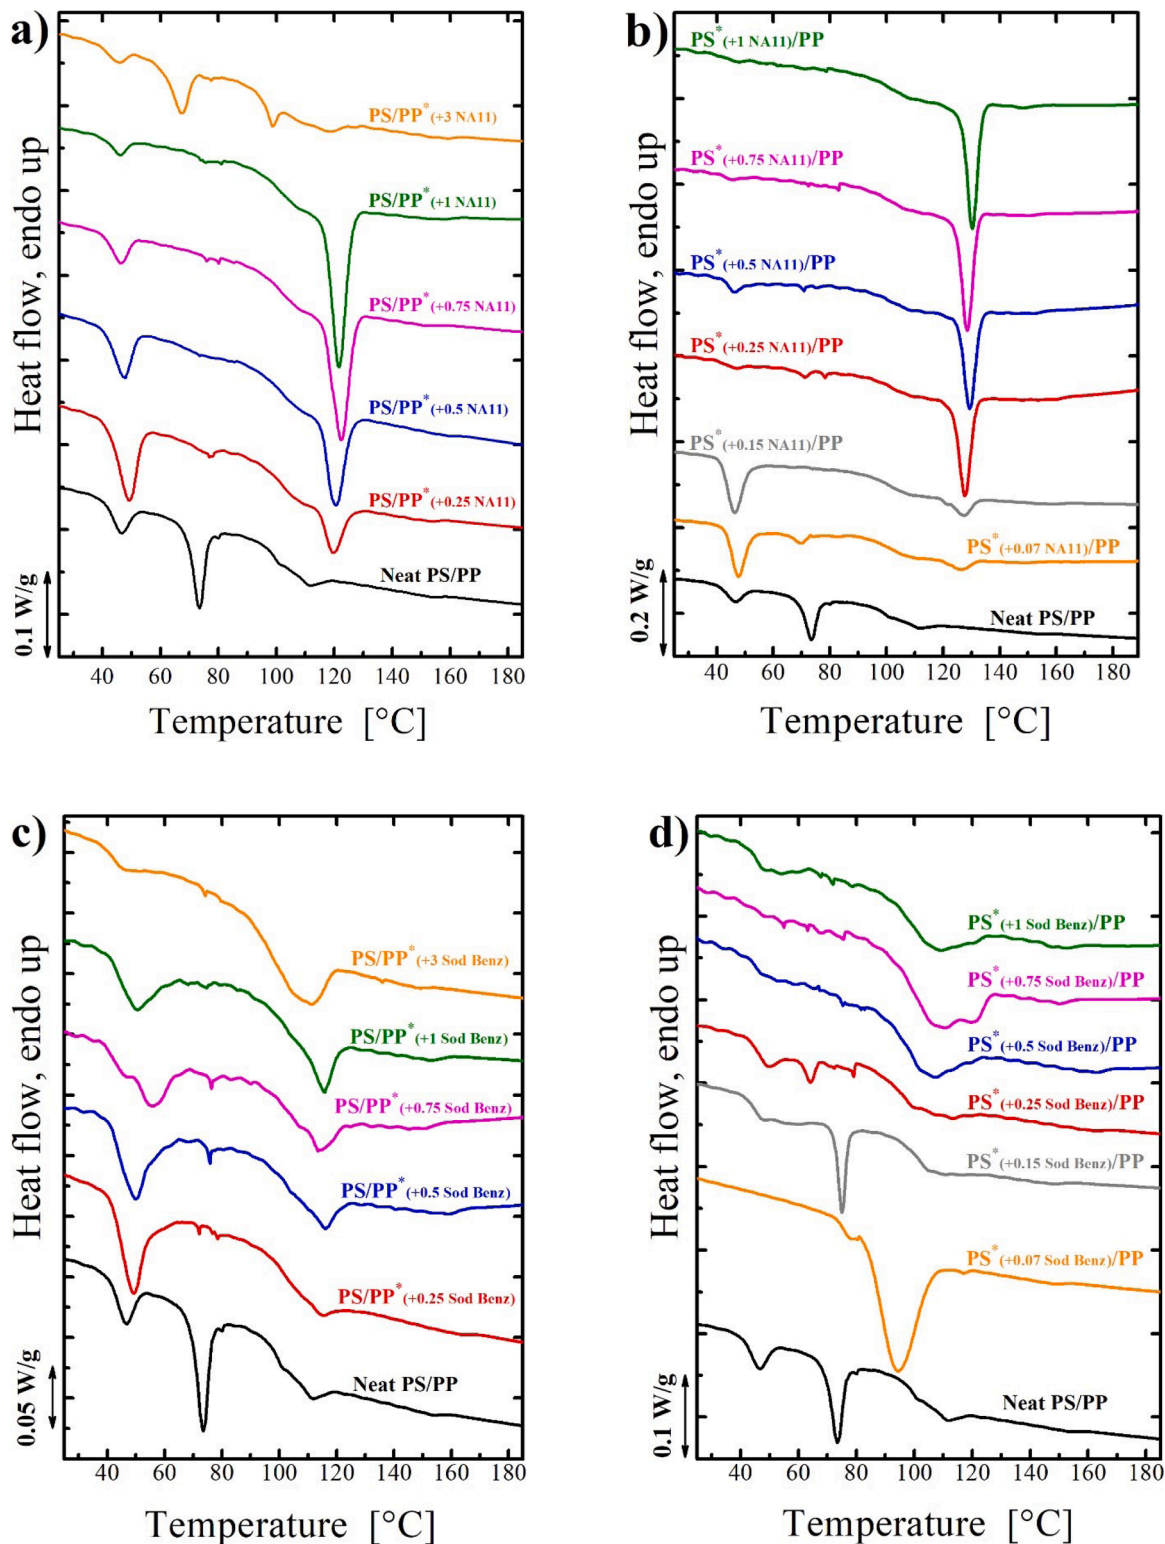 a)
PS/PP*(+3 NA11)
PS/PP*(+1 NA11)
PS/PP*(+0.75 NA11)
PS/PP*(+0.5 NA11)
PS/PP*(+0.25 NA11)
Neat PS/PP
Heat flow, endo up
0.1 W/g
40 60 80 100 120 140 160 180
Temperature [°C]
b)
PS*(+1 NA11)/PP
PS*(+0.75 NA11)/PP
PS*(+0.5 NA11)/PP
PS*(+0.25 NA11)/PP
PS*(+0.15 NA11)/PP
PS*(+0.07 NA11)/PP
Neat PS/PP
Heat flow, endo up
0.2 W/g
40 60 80 100 120 140 160 180
Temperature [°C]
c)
PS/PP*(+3 Sod Benz)
PS/PP*(+1 Sod Benz)
PS/PP*(+0.75 Sod Benz)
PS/PP*(+0.5 Sod Benz)
PS/PP*(+0.25 Sod Benz)
Neat PS/PP
Heat flow, endo up
0.05 W/g
40 60 80 100 120 140 160 180
Temperature [°C]
d)
PS*(+1 Sod Benz)/PP
PS*(+0.75 Sod Benz)/PP
PS*(+0.5 Sod Benz)/PP
PS*(+0.25 Sod Benz)/PP
PS*(+0.15 Sod Benz)/PP
PS*(+0.07 Sod Benz)/PP
Neat PS/PP
Heat flow, endo up
0.1 W/g
40 60 80 100 120 140 160 180
Temperature [°C]